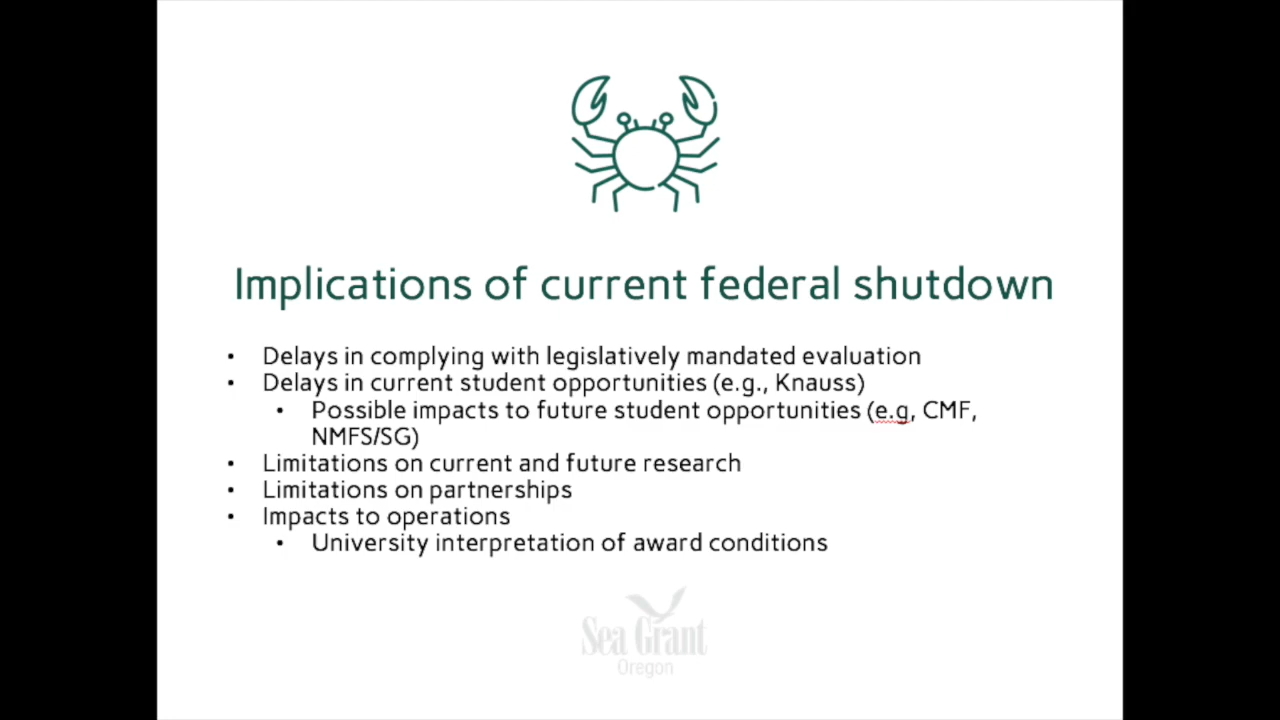 Implications of current federal shutdown
• Delays in complying with legislatively mandated evaluation
• Delays in current student opportunities (e.g., Knauss)
• Possible impacts to future student opportunities (e.g, CMF,
NMFS/SG)
• Limitations on current and future research
• Limitations on partnerships
• Impacts to operations
• University interpretation of award conditions
Sea Grant
Oregon